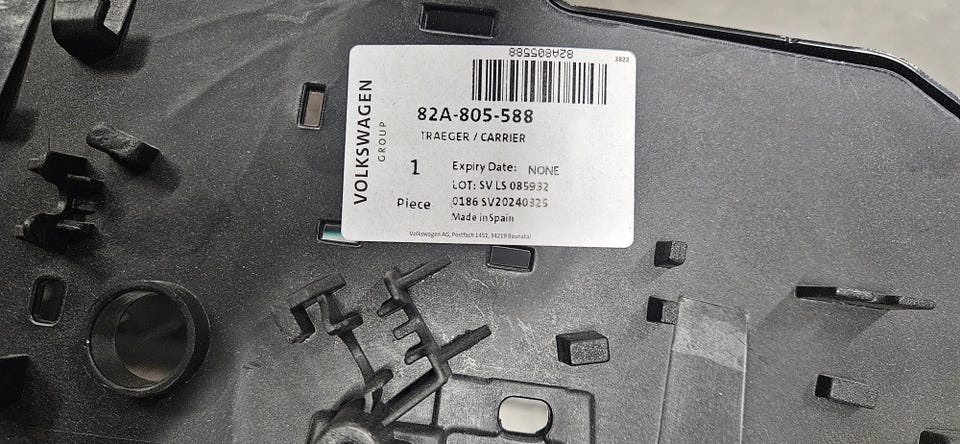 82A805588
3822
VOLKSWAGEN
GROUP
82A-805-588
TRAEGER / CARRIER
1
Piece
Expiry Date: NONE
LOT: SV LS 085932
0186 SV20240325
Made in Spain
Volkswagen AG, Postfach 1451, 34219 Baunatal